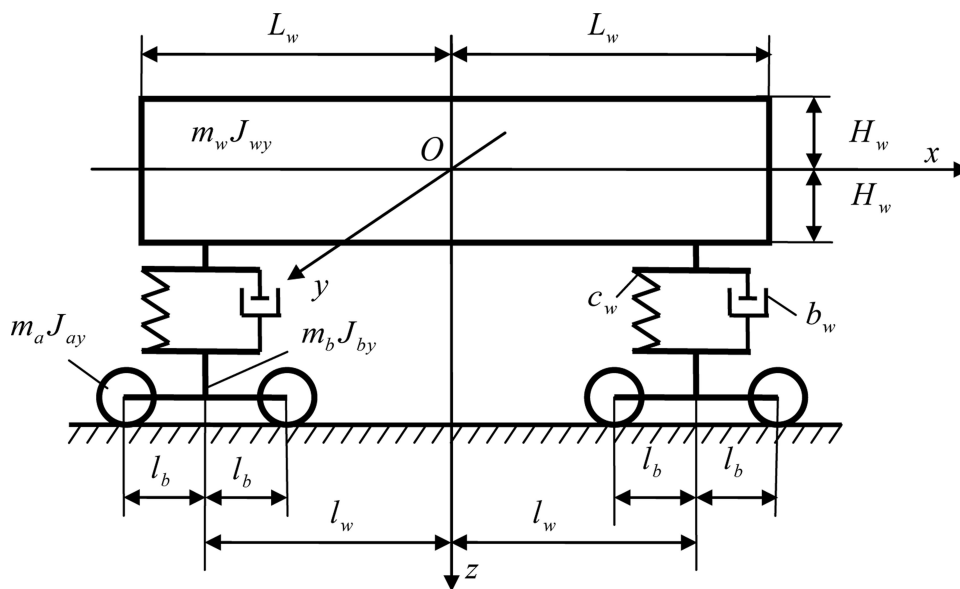 L_w L_w
m_w J_wy O H_w x
H_w
y c_w b_w
m_a J_ay m_b J_by
l_b l_b l_b l_b
l_w l_w
z